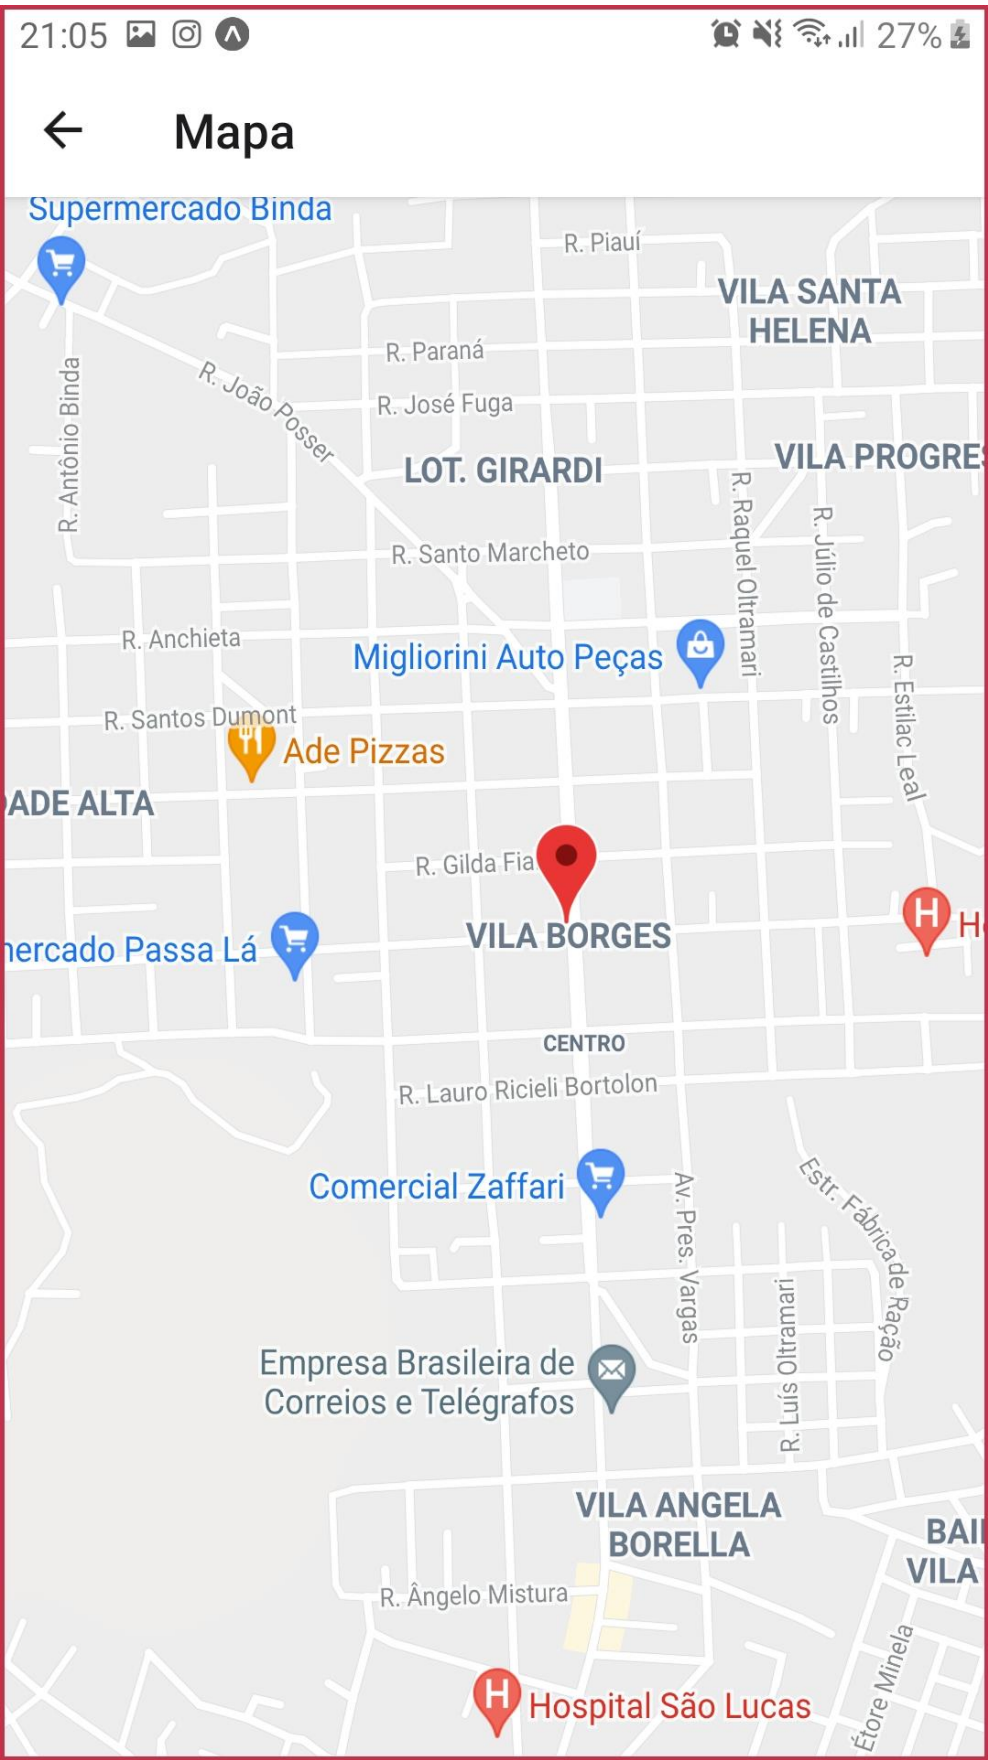 21:05 27%
Mapa
Supermercado Binda
R. Piauí
VILA SANTA
HELENA
R. Paraná
R. João Posser
R. José Fuga
R. Antônio Binda
VILA PROGRES
LOT. GIRARDI
R. Raquel Oltramari
R. Júlio de Castilhos
R. Santo Marcheto
R. Anchieta
Migliorini Auto Peças
R. Estilac Leal
R. Santos Dumont
Ade Pizzas
DADE ALTA
R. Gilda Fia
H
VILA BORGES
nercado Passa Lá
CENTRO
R. Lauro Ricieli Bortolon
Comercial Zaffari
Av. Pres. Vargas
Estr. Fábrica de Ração
R. Luís Oltramari
Empresa Brasileira de
Correios e Telégrafos
VILA ANGELA
BORELLA
BAI
VILA
R. Ângelo Mistura
Étore Minela
H Hospital São Lucas